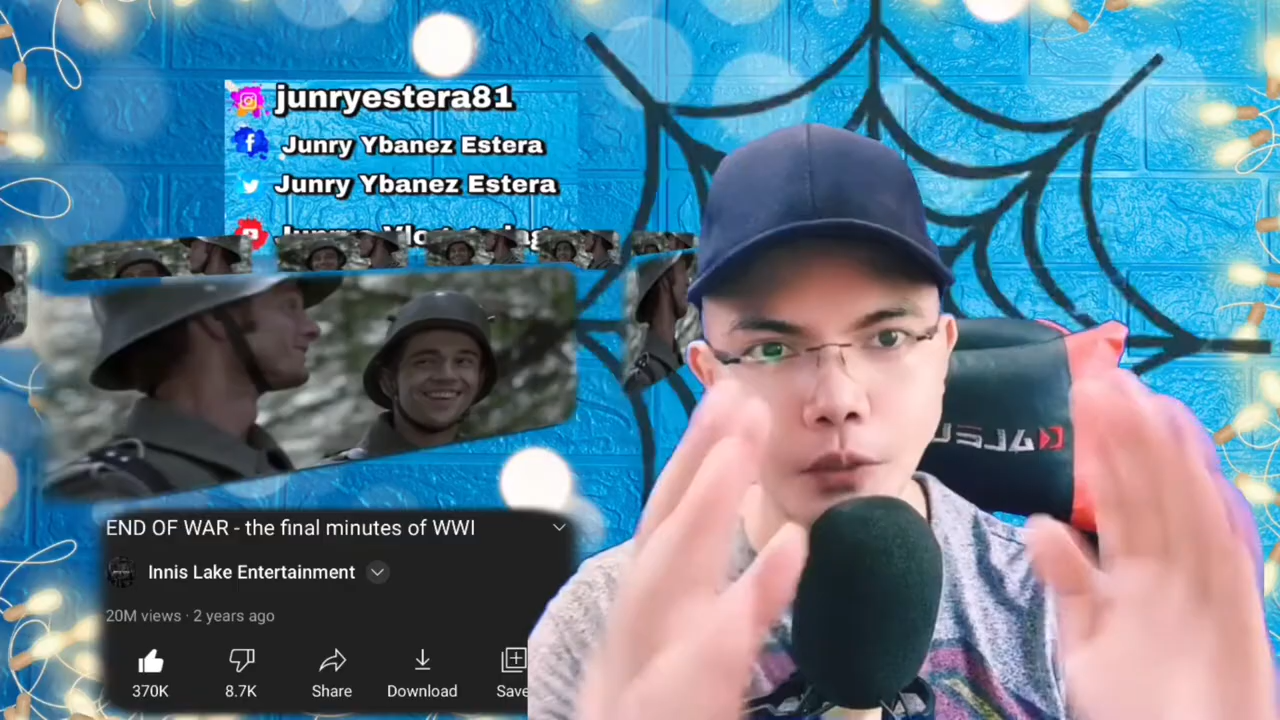 junryestera81
Junry Ybanez Estera
Junry Ybanez Estera
END OF WAR - the final minutes of WWI
Innis Lake Entertainment
20M views · 2 years ago
370K
8.7K
Share
Download
Save